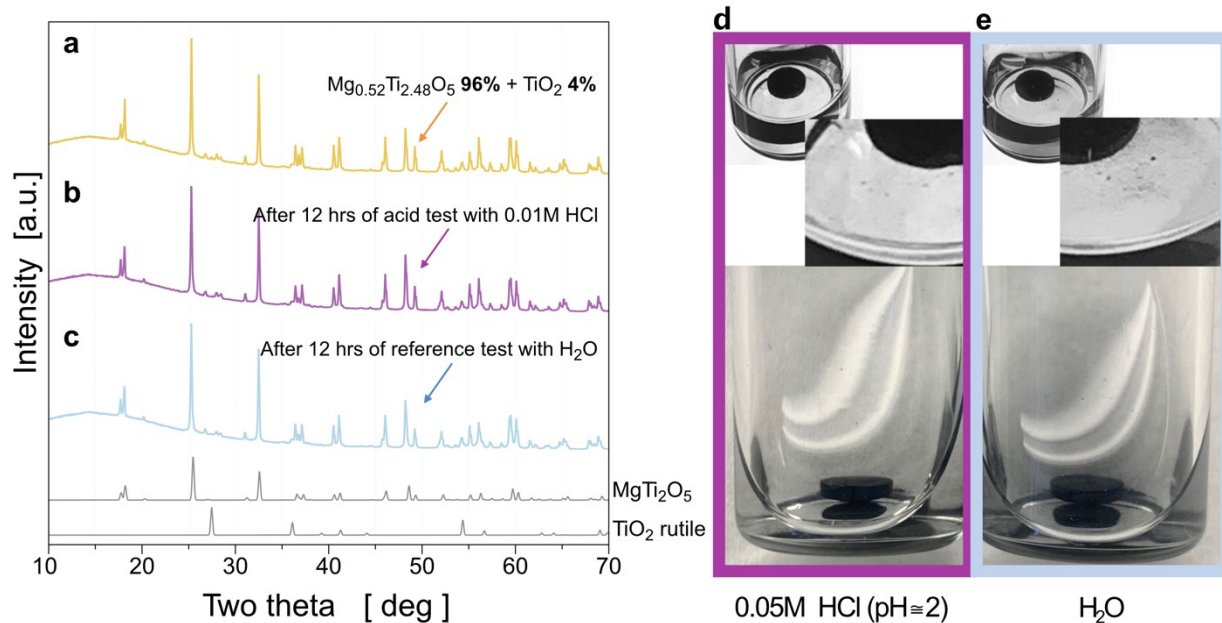 a
Mg0.52Ti2.48O5 96% + TiO2 4%
b
After 12 hrs of acid test with 0.01M HCl
c
After 12 hrs of reference test with H2O
MgTi2O5
TiO2 rutile
Intensity [a.u.]
10 20 30 40 50 60 70
Two theta [ deg ]
d
e
0.05M HCl (pH≅2)
H2O